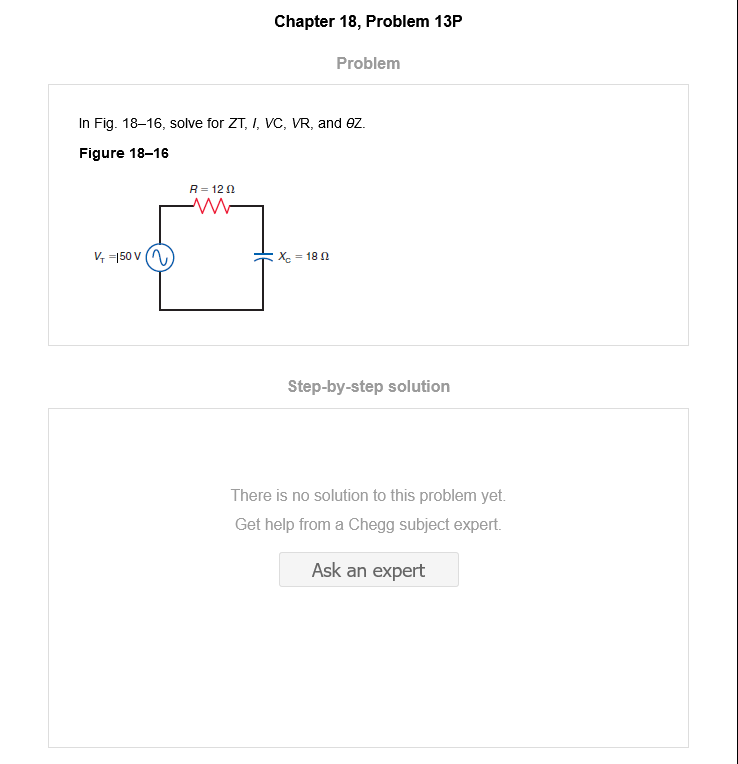 Chapter 18, Problem 13P
Problem
In Fig. 18–16, solve for ZT, I, VC, VR, and θZ.
Figure 18–16
R = 12 Ω
V_T =|50 V
X_C = 18 Ω
Step-by-step solution
There is no solution to this problem yet.
Get help from a Chegg subject expert.
Ask an expert